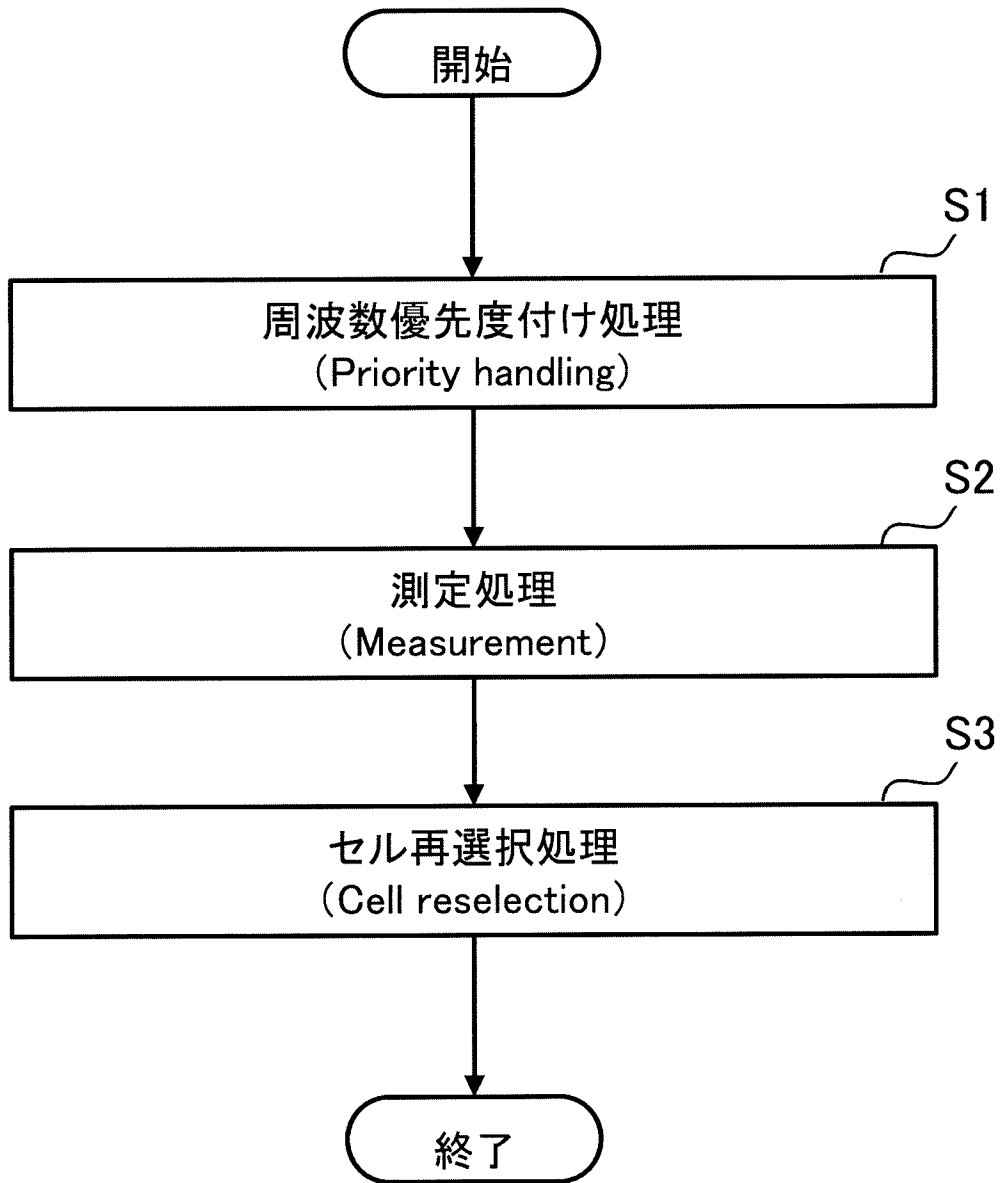 開始
S1
周波数優先度付け処理
(Priority handling)
S2
測定処理
(Measurement)
S3
セル再選択処理
(Cell reselection)
終了